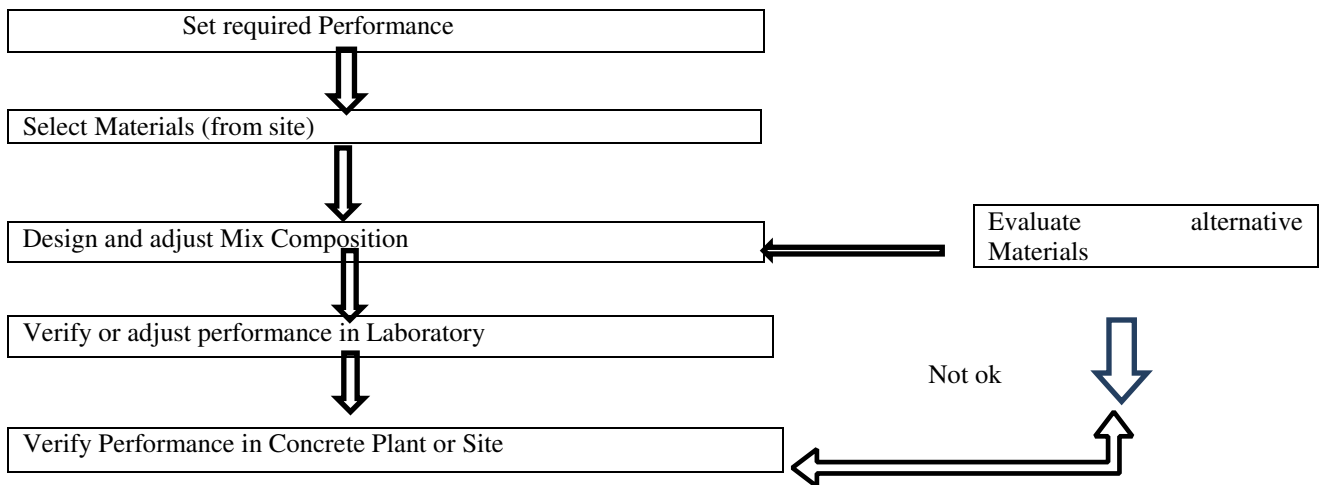 Set required Performance
Select Materials (from site)
Design and adjust Mix Composition
Evaluate alternative
Materials
Verify or adjust performance in Laboratory
Not ok
Verify Performance in Concrete Plant or Site